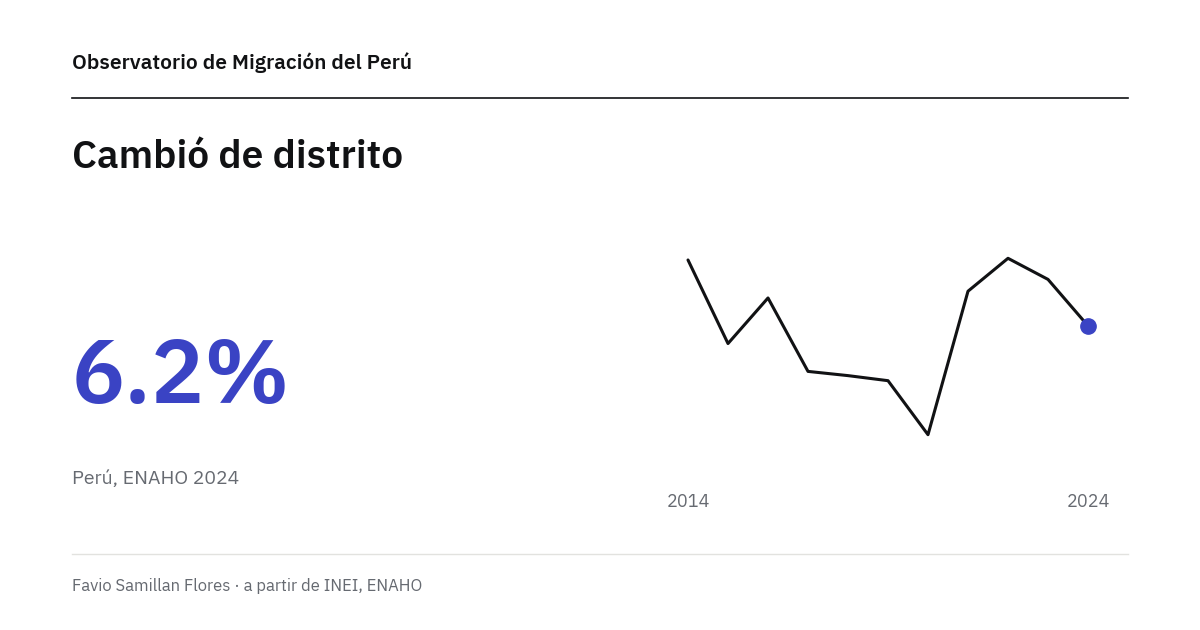 Observatorio de Migración del Perú
Cambió de distrito
6.2%
Perú, ENAHO 2024
2014
2024
Favio Samillan Flores · a partir de INEI, ENAHO